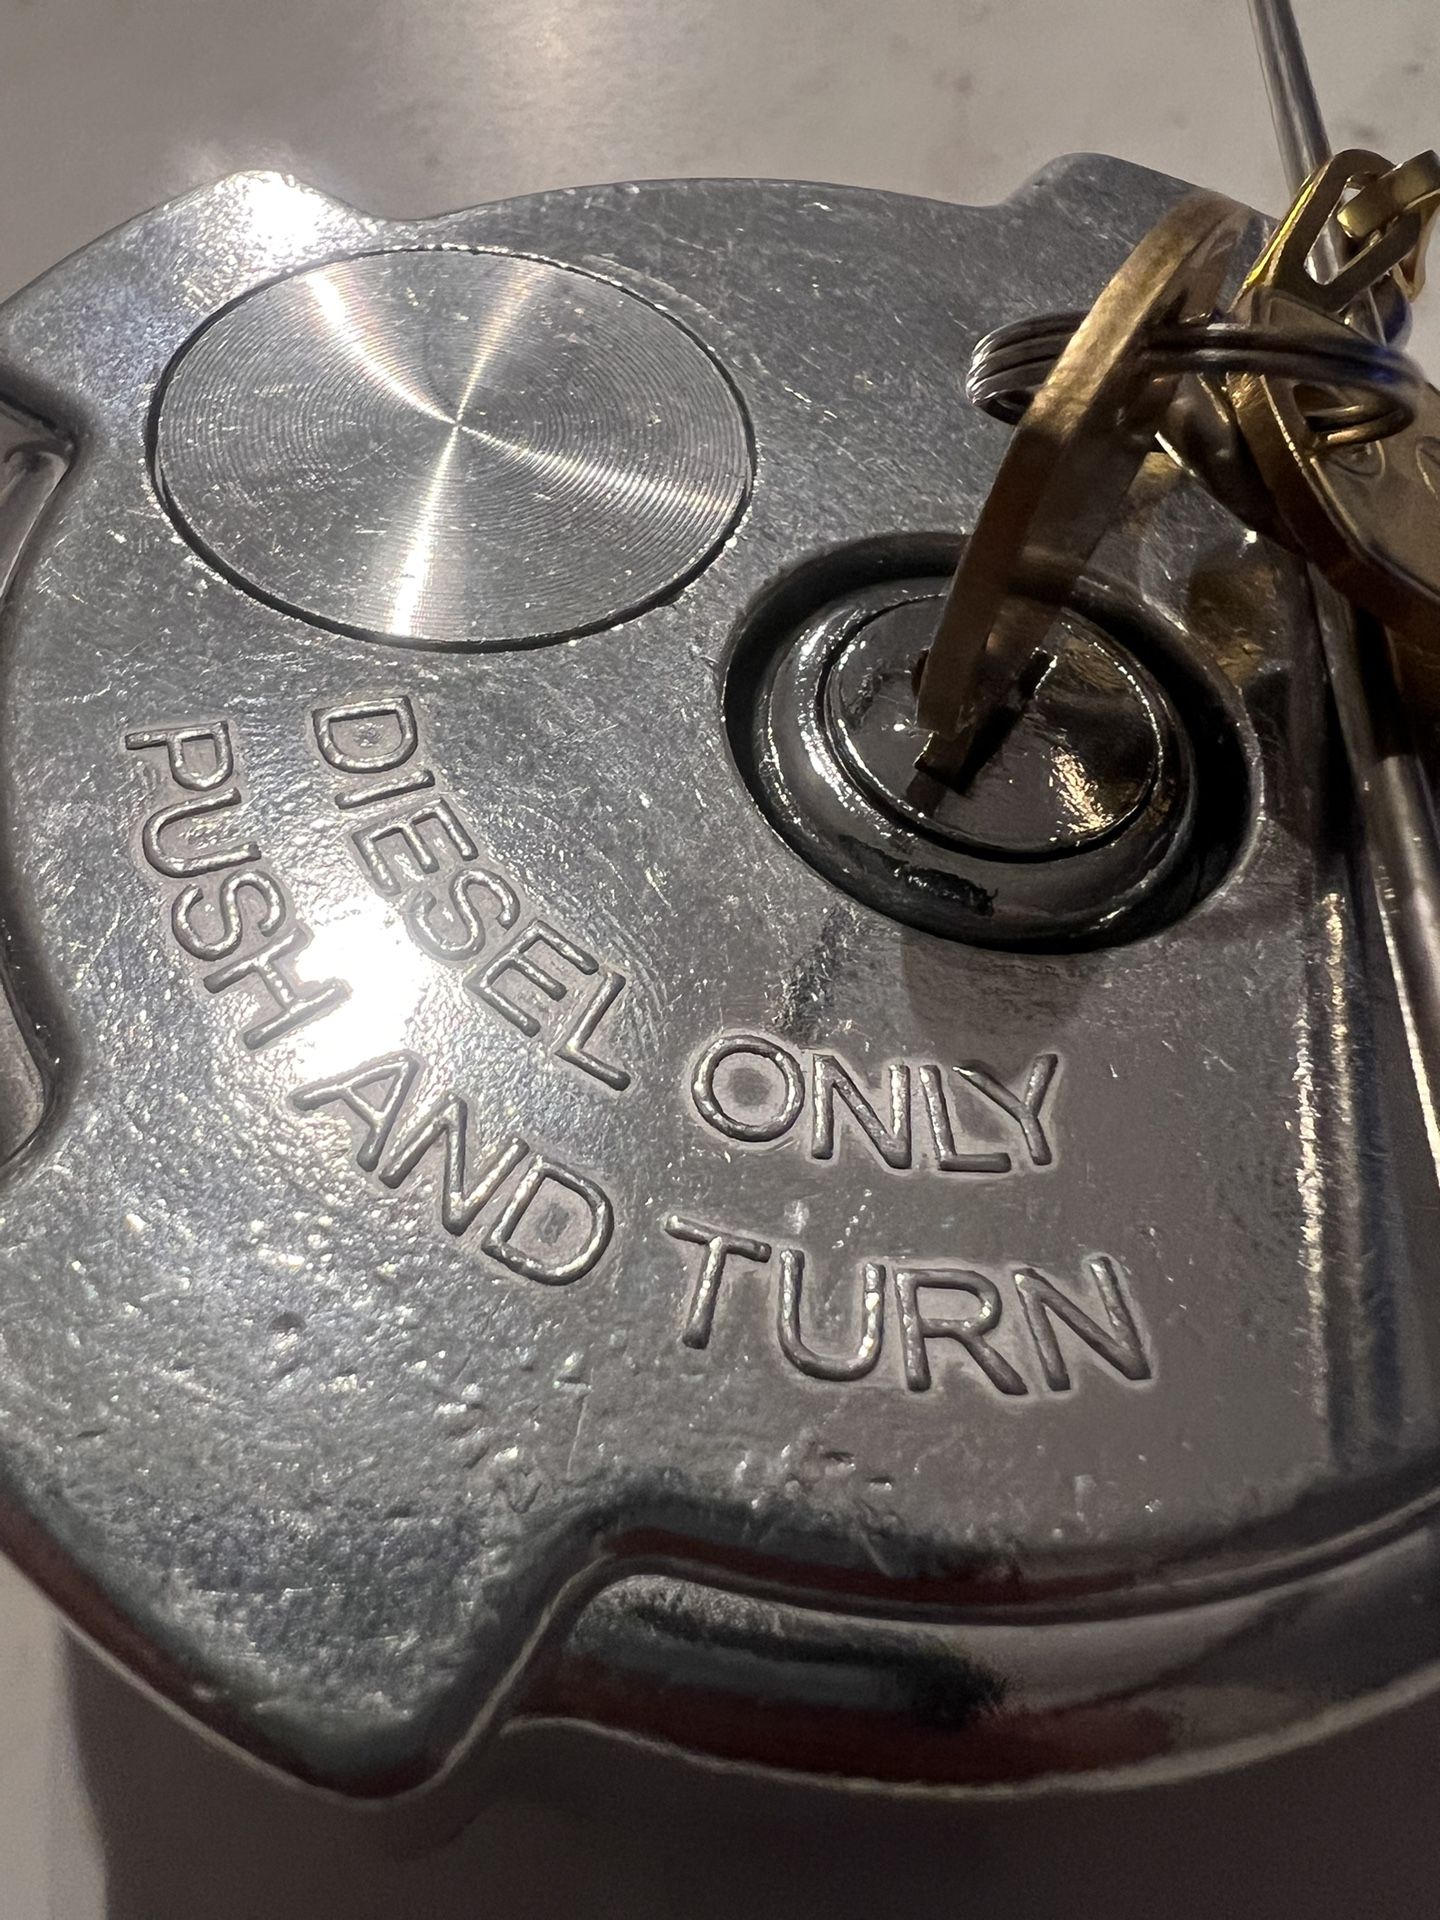 DIESEL ONLY
PUSH AND TURN